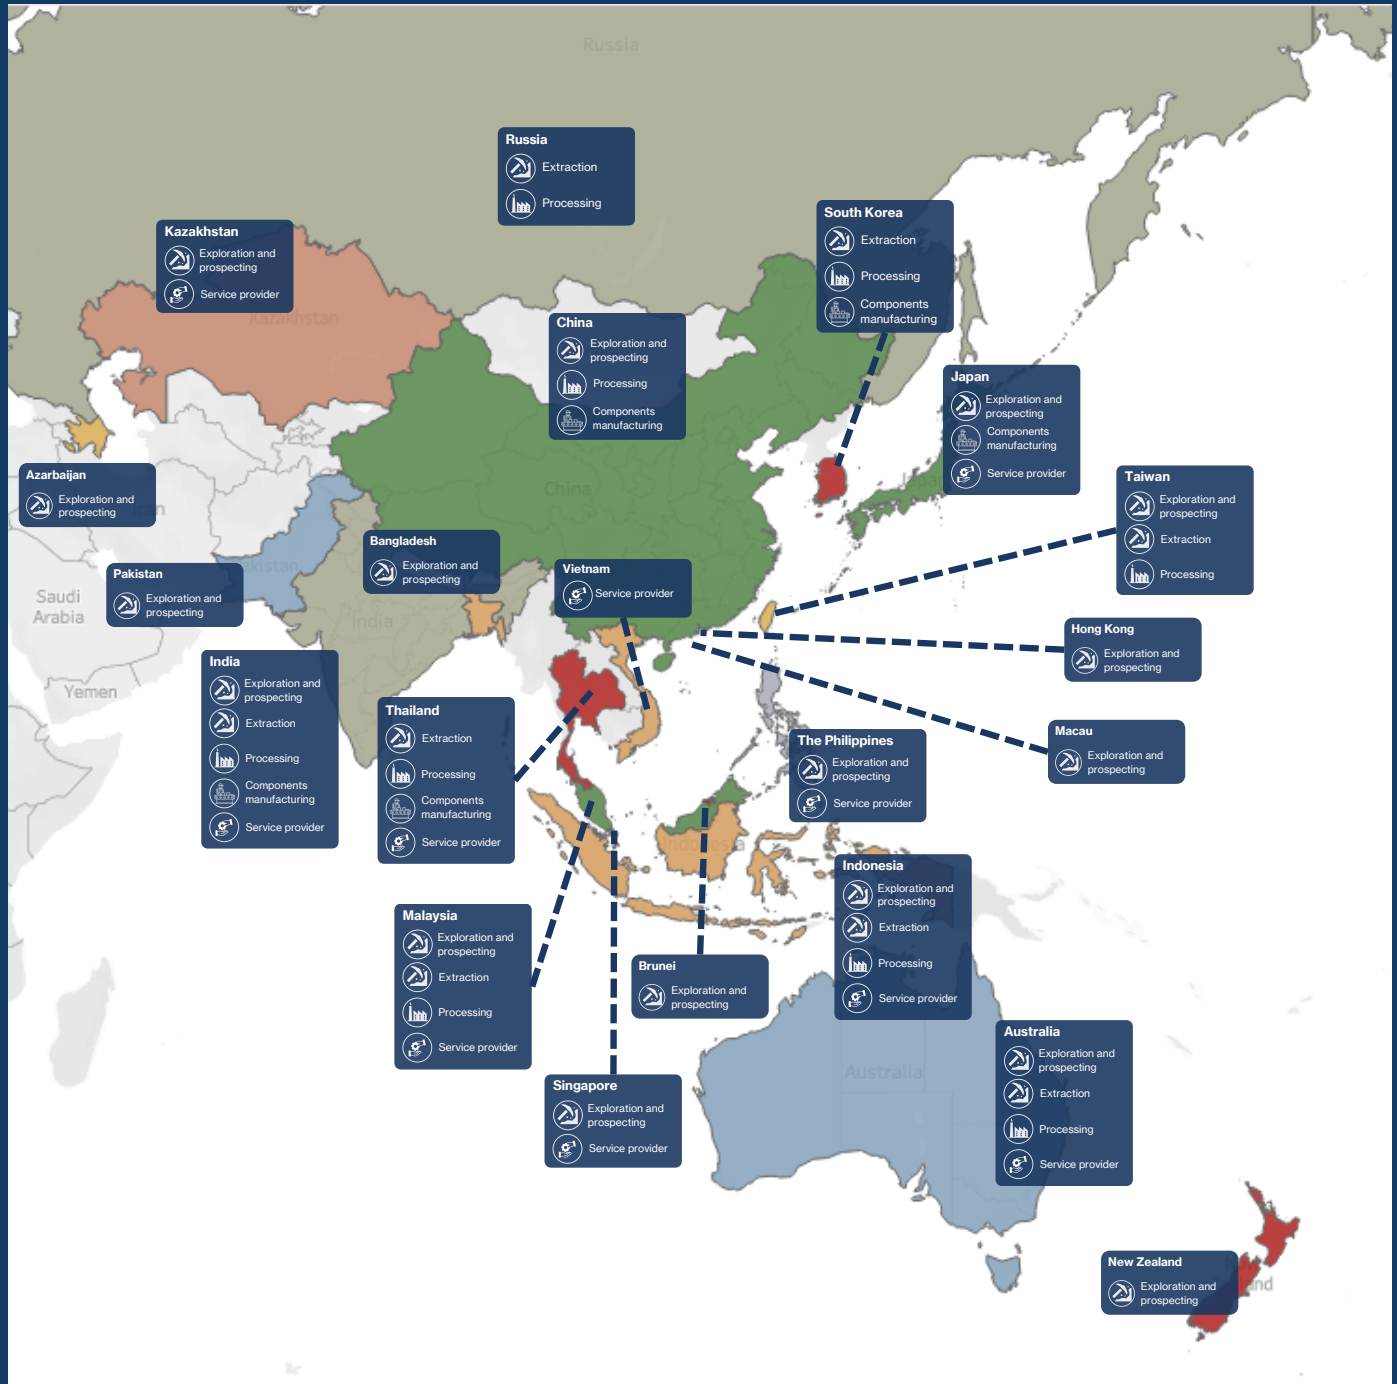 Russia
Russia
Extraction
Processing
Kazakhstan
Exploration and
prospecting
Service provider
Kazakhstan
South Korea
Extraction
Processing
Components
manufacturing
China
Exploration and
prospecting
Processing
Components
manufacturing
China
Japan
Exploration and
prospecting
Components
manufacturing
Service provider
Azarbaijan
Exploration and
prospecting
Iran
Taiwan
Exploration and
prospecting
Extraction
Processing
Bangladesh
Exploration and
prospecting
Vietnam
Service provider
Pakistan
Exploration and
prospecting
Pakistan
Saudi
Arabia
Yemen
India
Hong Kong
Exploration and
prospecting
India
Exploration and
prospecting
Extraction
Processing
Components
manufacturing
Service provider
Thailand
Extraction
Processing
Components
manufacturing
Service provider
Macau
Exploration and
prospecting
The Philippines
Exploration and
prospecting
Service provider
Indonesia
Indonesia
Exploration and
prospecting
Extraction
Processing
Service provider
Malaysia
Exploration and
prospecting
Extraction
Processing
Service provider
Brunei
Exploration and
prospecting
Australia
Exploration and
prospecting
Extraction
Processing
Service provider
Australia
Singapore
Exploration and
prospecting
Service provider
New Zealand
Exploration and
prospecting